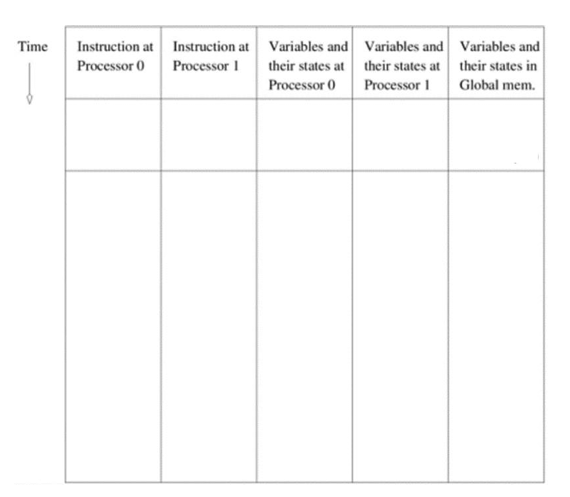 Time
Instruction at
Processor 0
Instruction at
Processor 1
Variables and
their states at
Processor 0
Variables and
their states at
Processor 1
Variables and
their states in
Global mem.